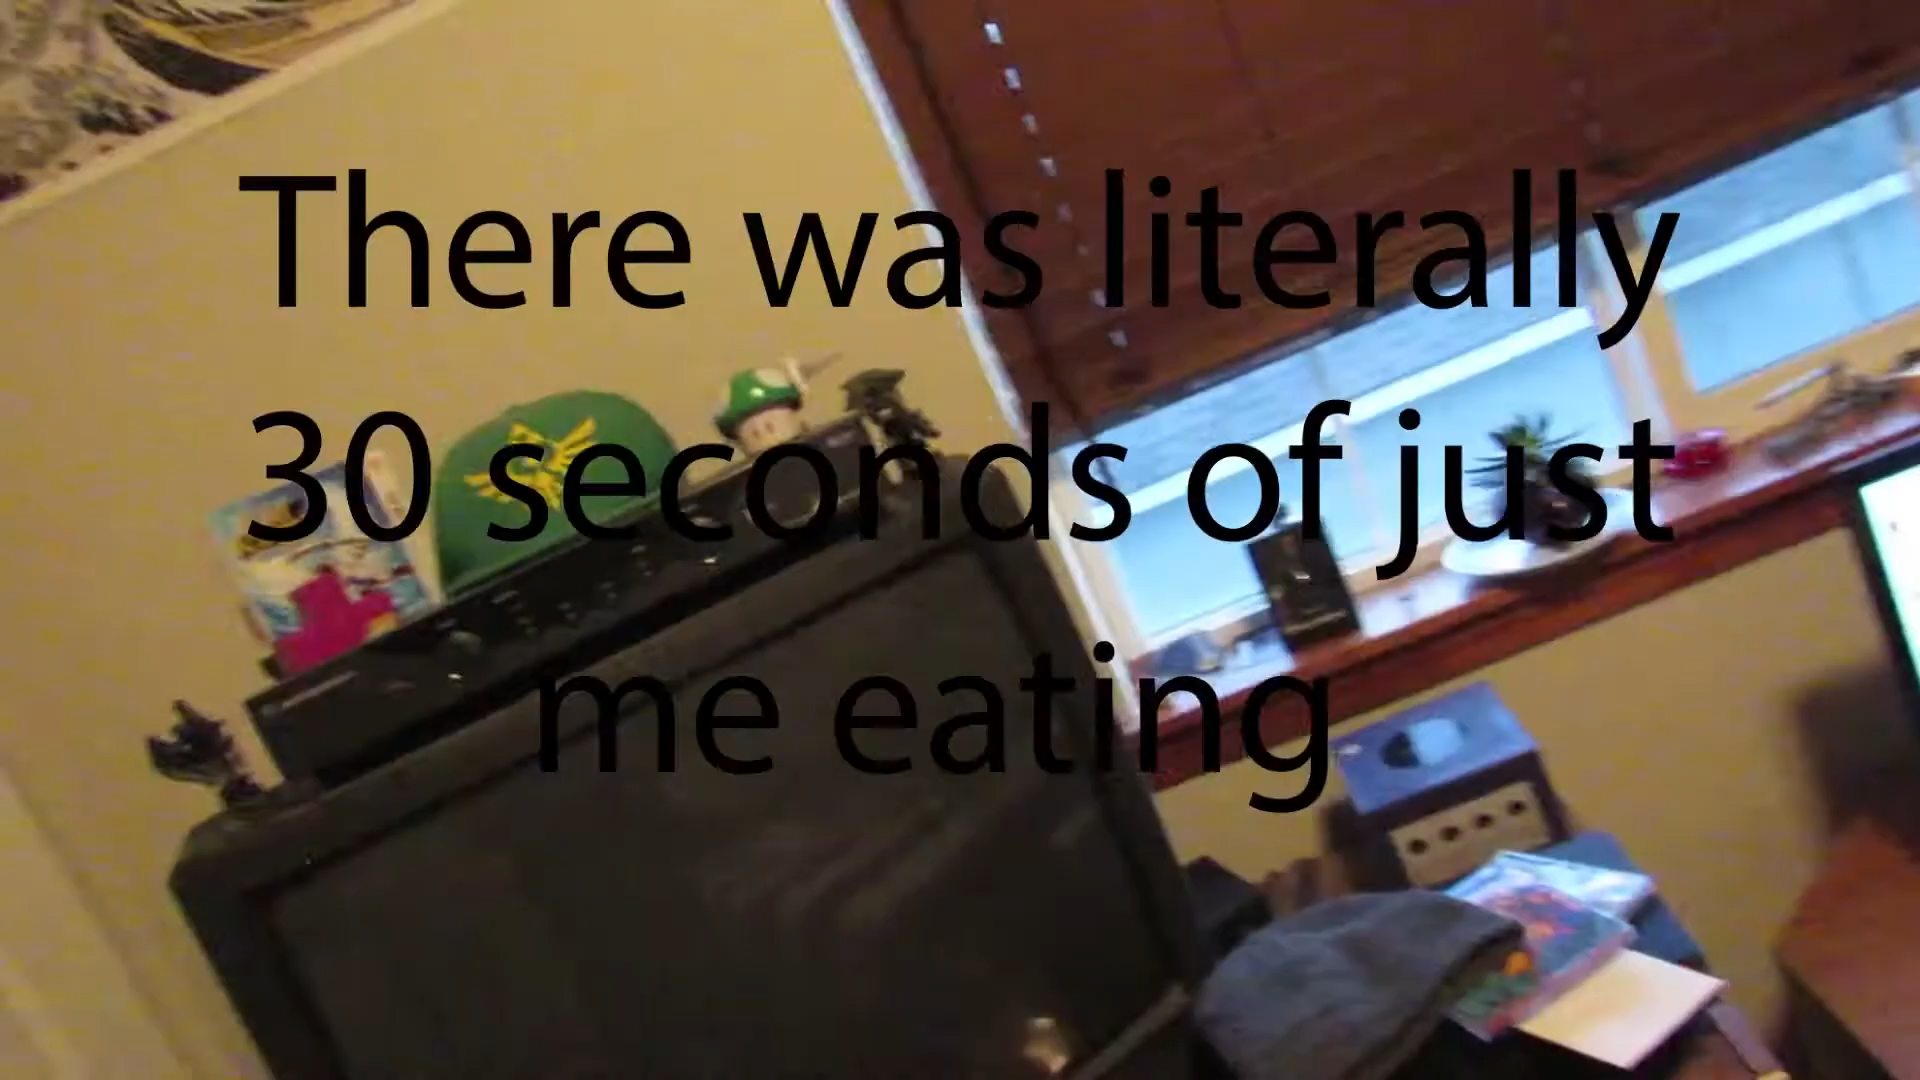 There was literally
30 seconds of just
me eating